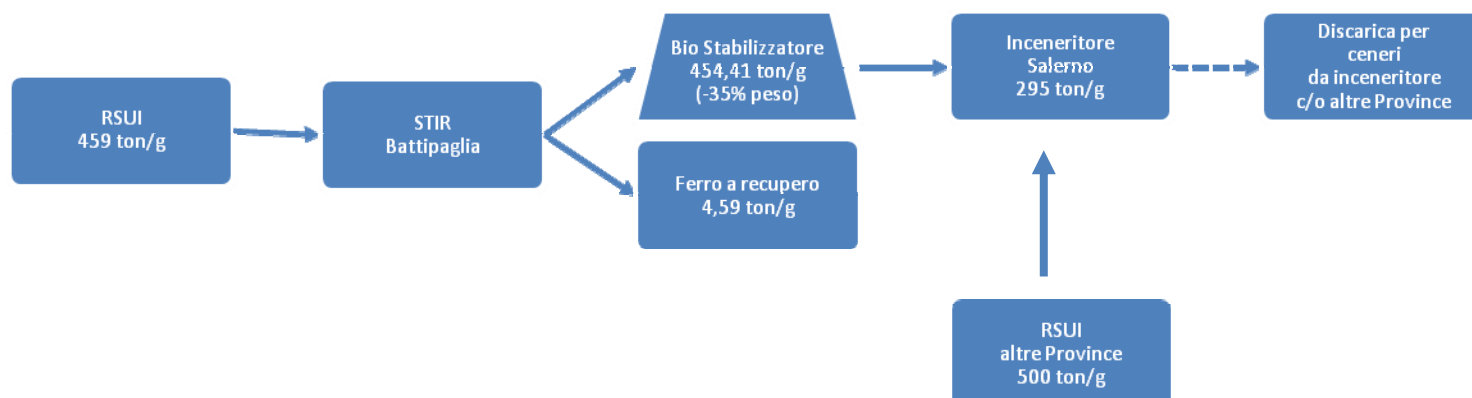 RSUI
459 ton/g
STIR
Battipaglia
Bio Stabilizzatore
454,41 ton/g
(-35% peso)
Ferro a recupero
4,59 ton/g
Inceneritore
Salerno
295 ton/g
Discarica per
ceneri
da inceneritore
c/o altre Province
RSUI
altre Province
500 ton/g